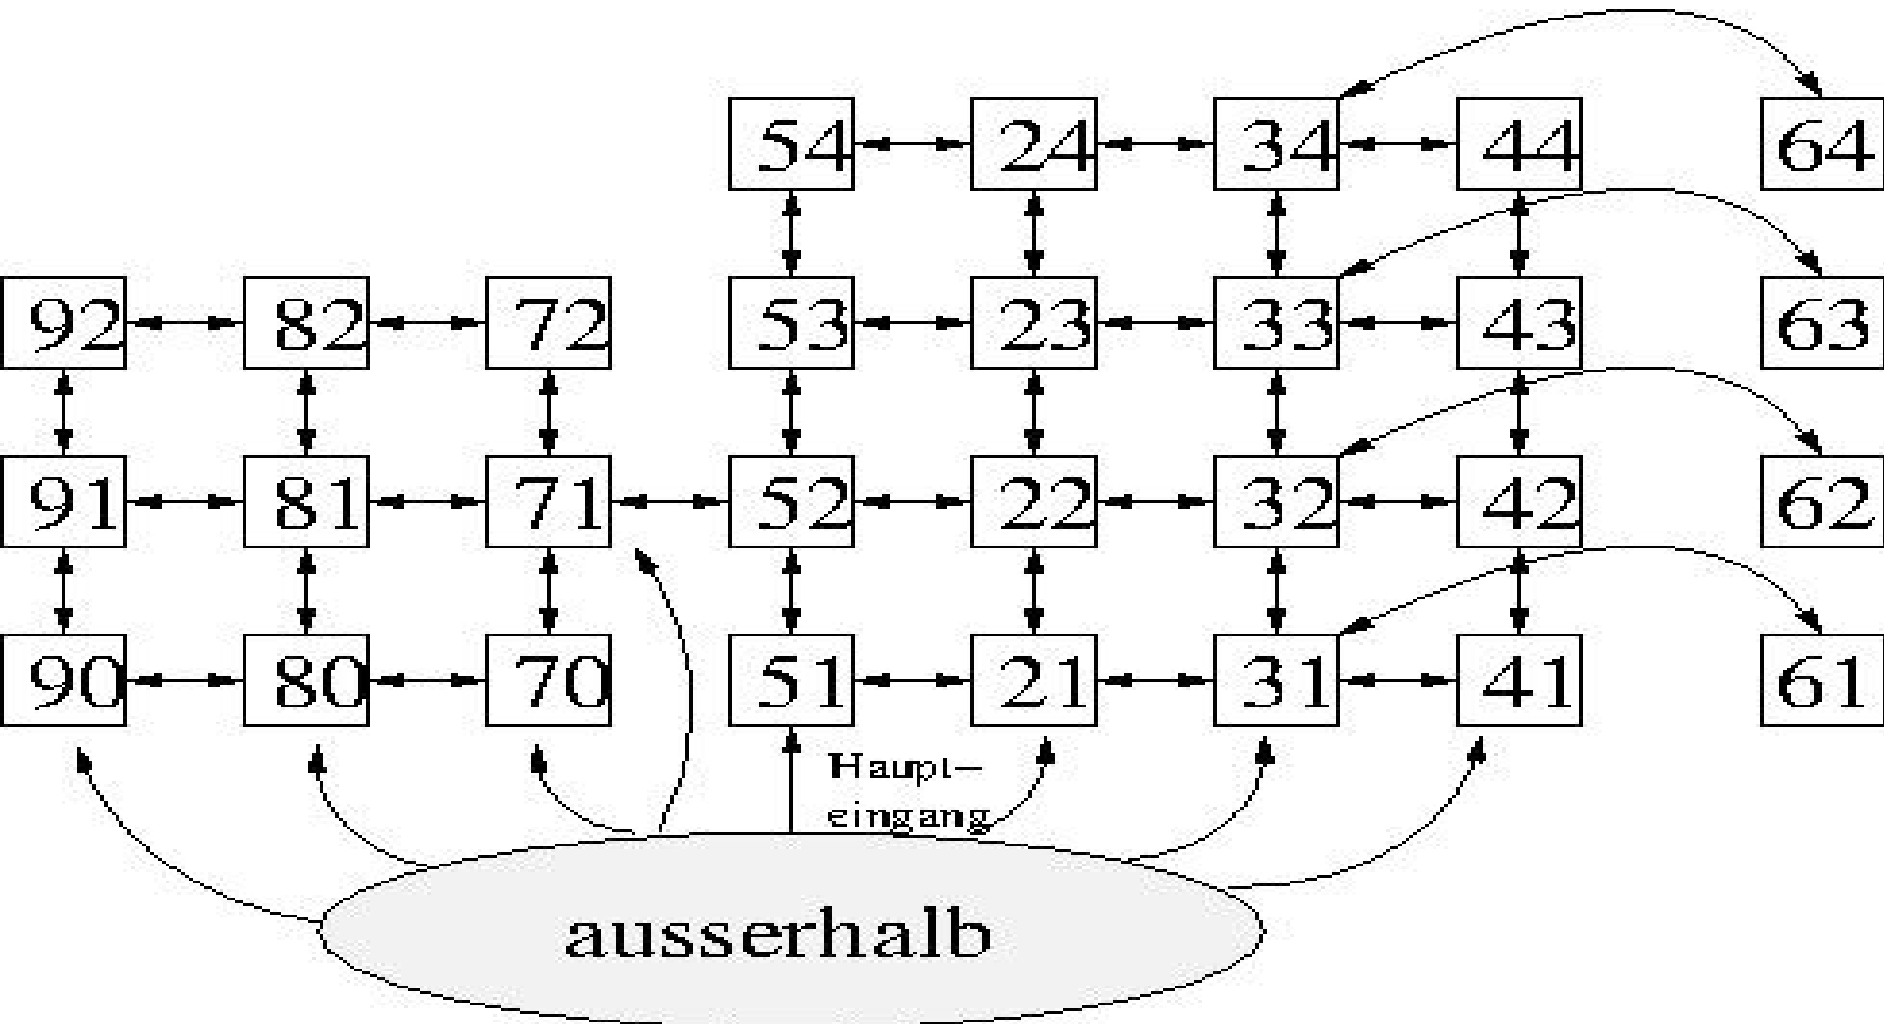 54 24 34 44 64
92 82 72 53 23 33 43 63
91 81 71 52 22 32 42 62
90 80 70 51 21 31 41 61
Haupt-
eingang
ausserhalb